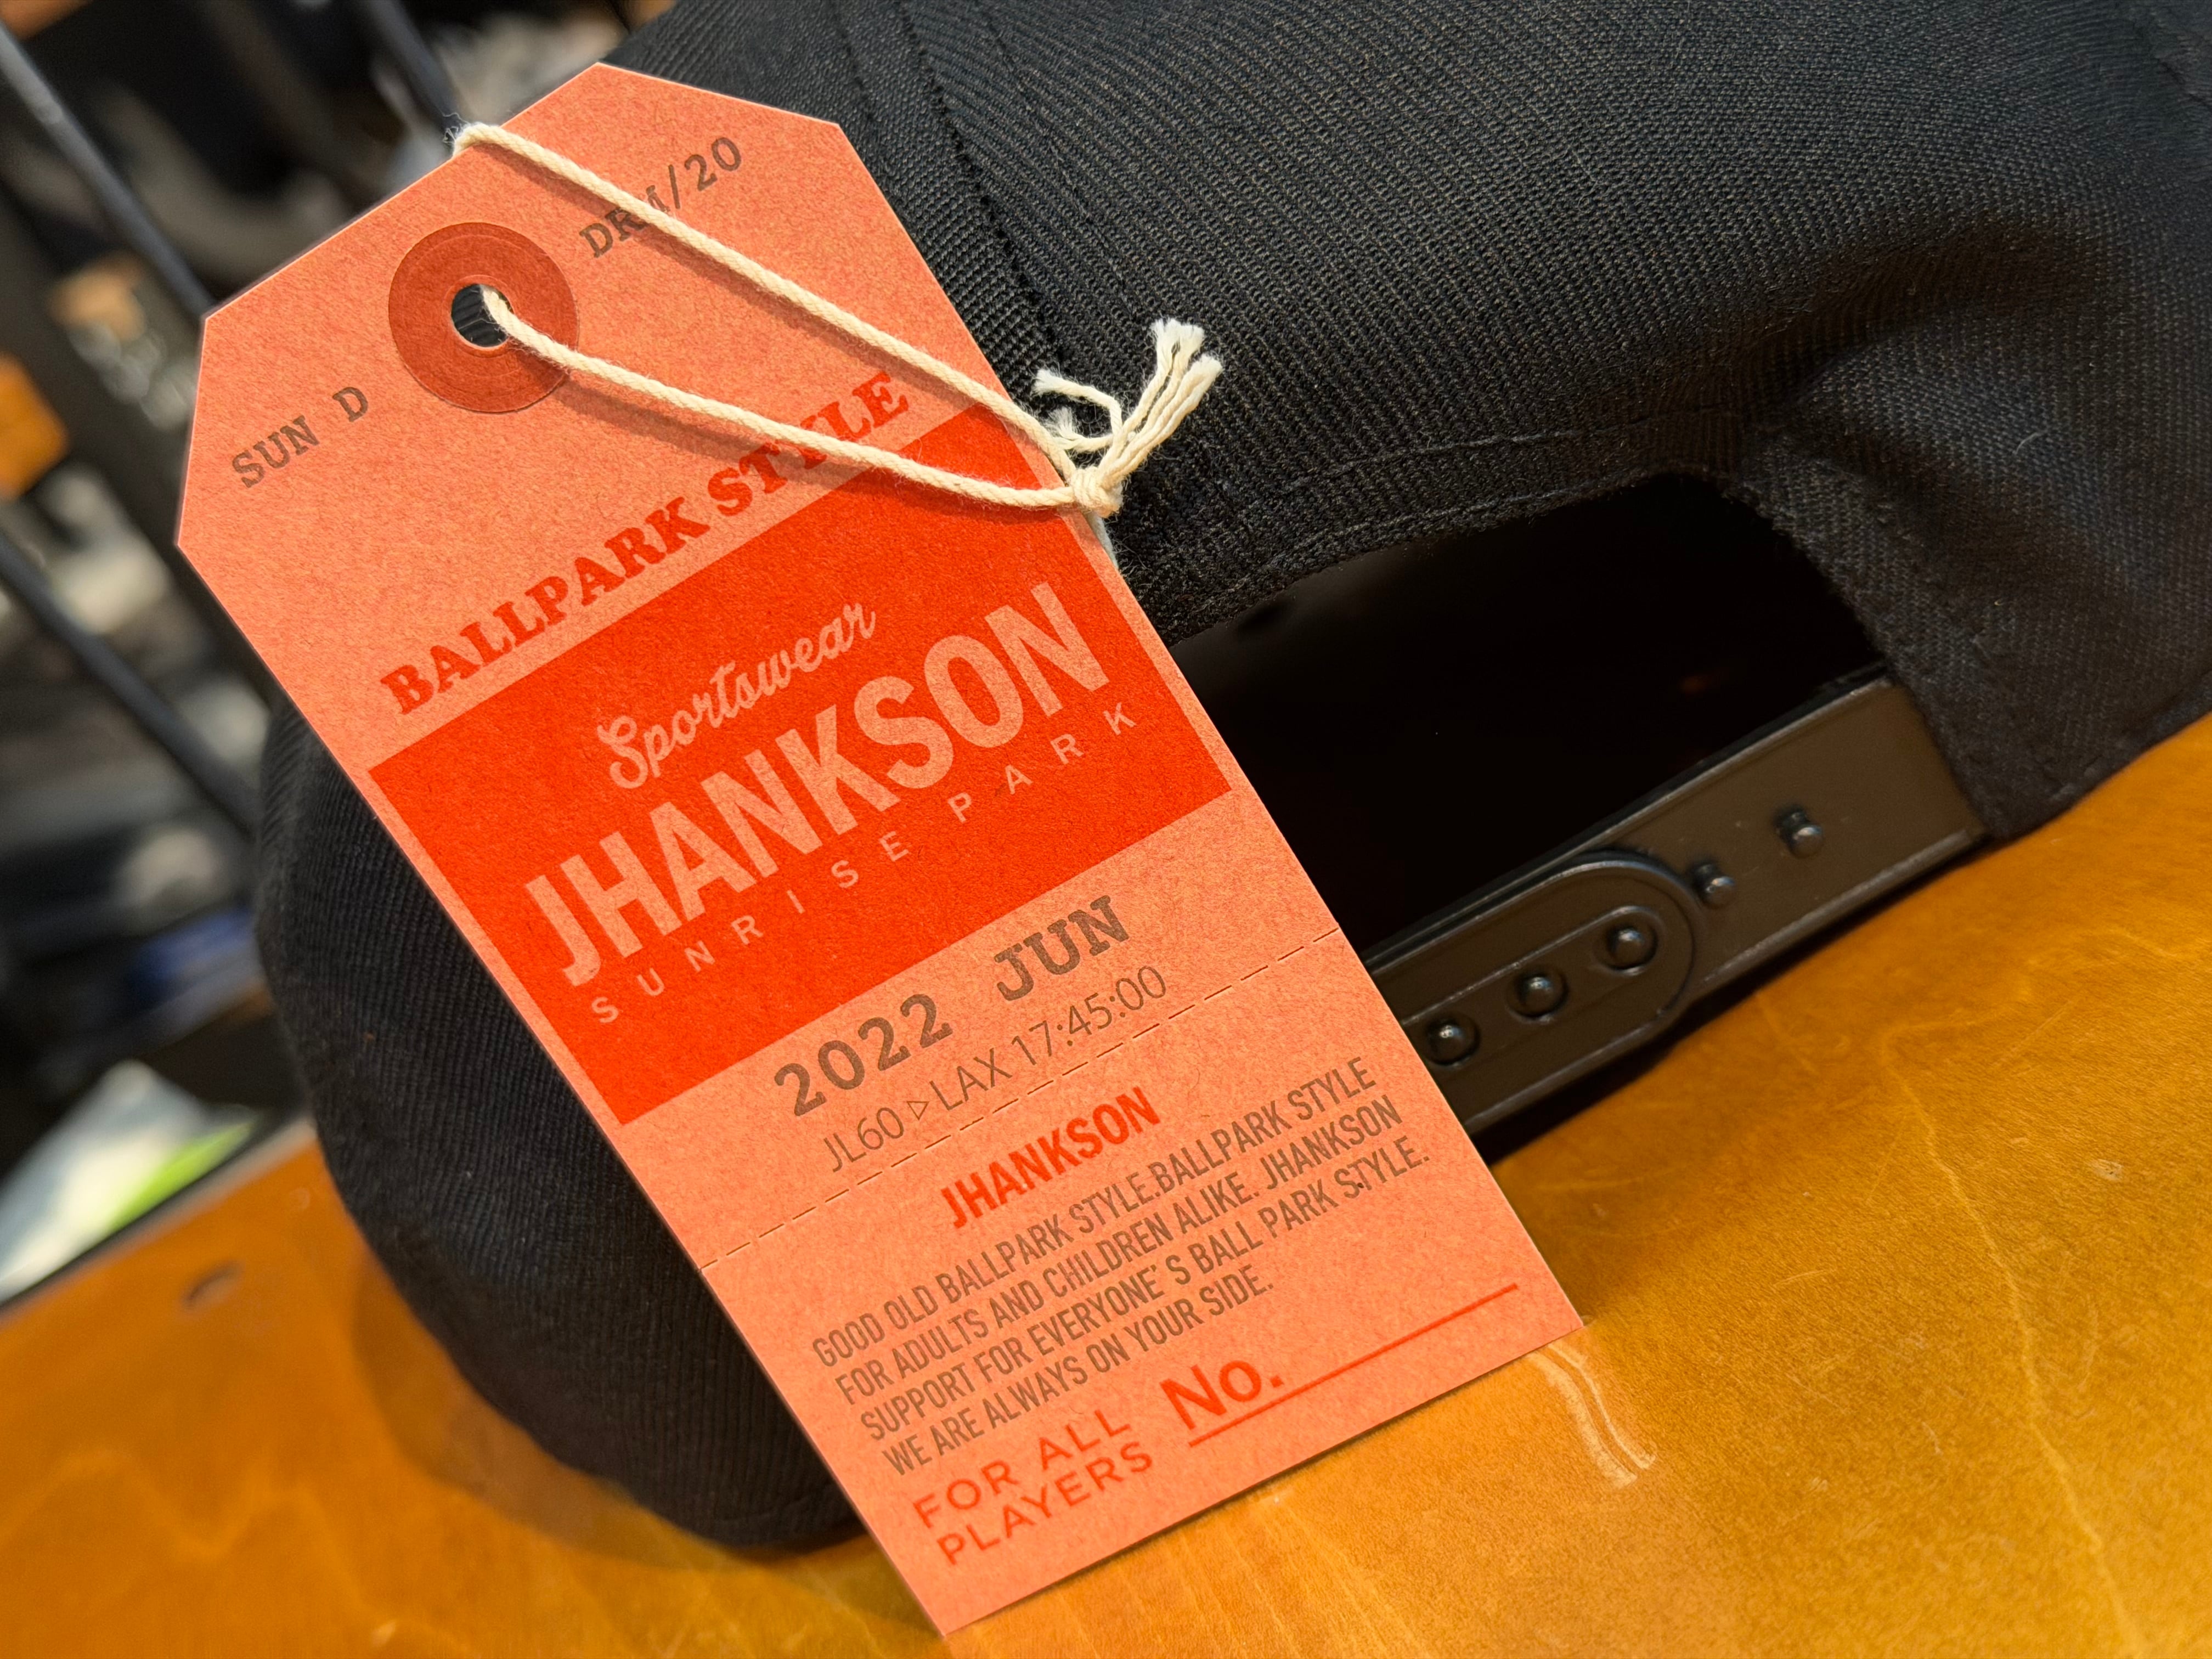 SUN D
BALLPARK STYLE
Sportswear
JHANKSON
SUNRISE PARK
2022 JUN
JL60▷LAX 17:45:00
JHANKSON
GOOD OLD BALLPARK STYLE.BALLPARK STYLE
FOR ADULTS AND CHILDREN ALIKE. JHANKSON
SUPPORT FOR EVERYONE'S BALL PARK STYLE.
WE ARE ALWAYS ON YOUR SIDE.
FOR ALL
PLAYERS
No.